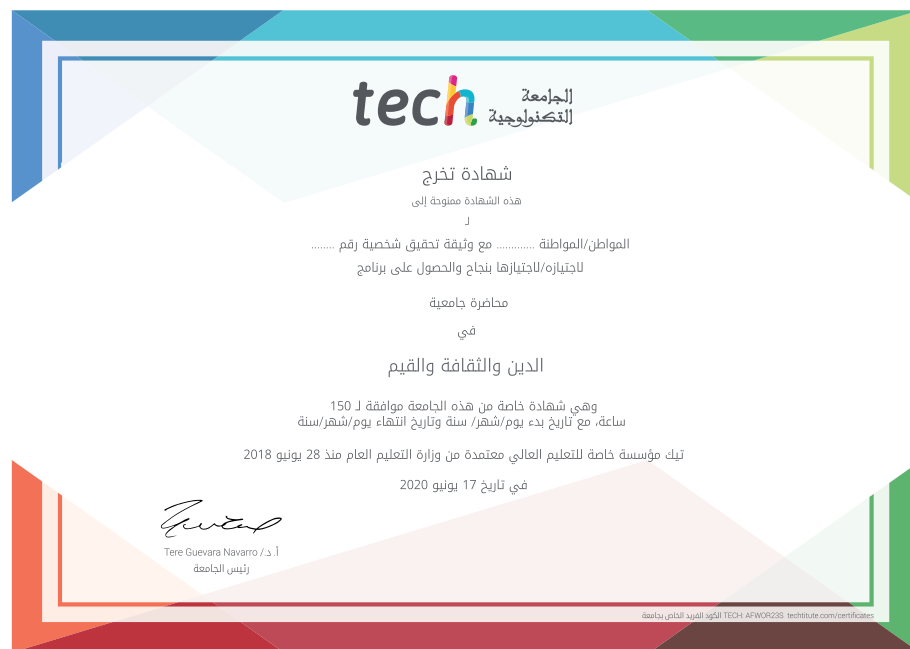 tech الجامعة
التكنولوجية
شهادة تخرج
هذه الشهادة ممنوحة إلى
لـ
المواطن/المواطنة ............ مع وثيقة تحقيق شخصية رقم ........
لاجتيازه/لاجتيازها بنجاح والحصول على برنامج
محاضرة جامعية
في
الدين والثقافة والقيم
وهي شهادة خاصة من هذه الجامعة موافقة لـ 150
ساعة، مع تاريخ بدء يوم/شهر/ سنة وتاريخ انتهاء يوم/شهر/سنة
تيك مؤسسة خاصة للتعليم العالي معتمدة من وزارة التعليم العام منذ 28 يونيو 2018
في تاريخ 17 يونيو 2020
أ.د./ Tere Guevara Navarro
رئيس الجامعة
الكود الفريد الخاص بجامعة TECH: AFWOR23S techtitute.com/certificates